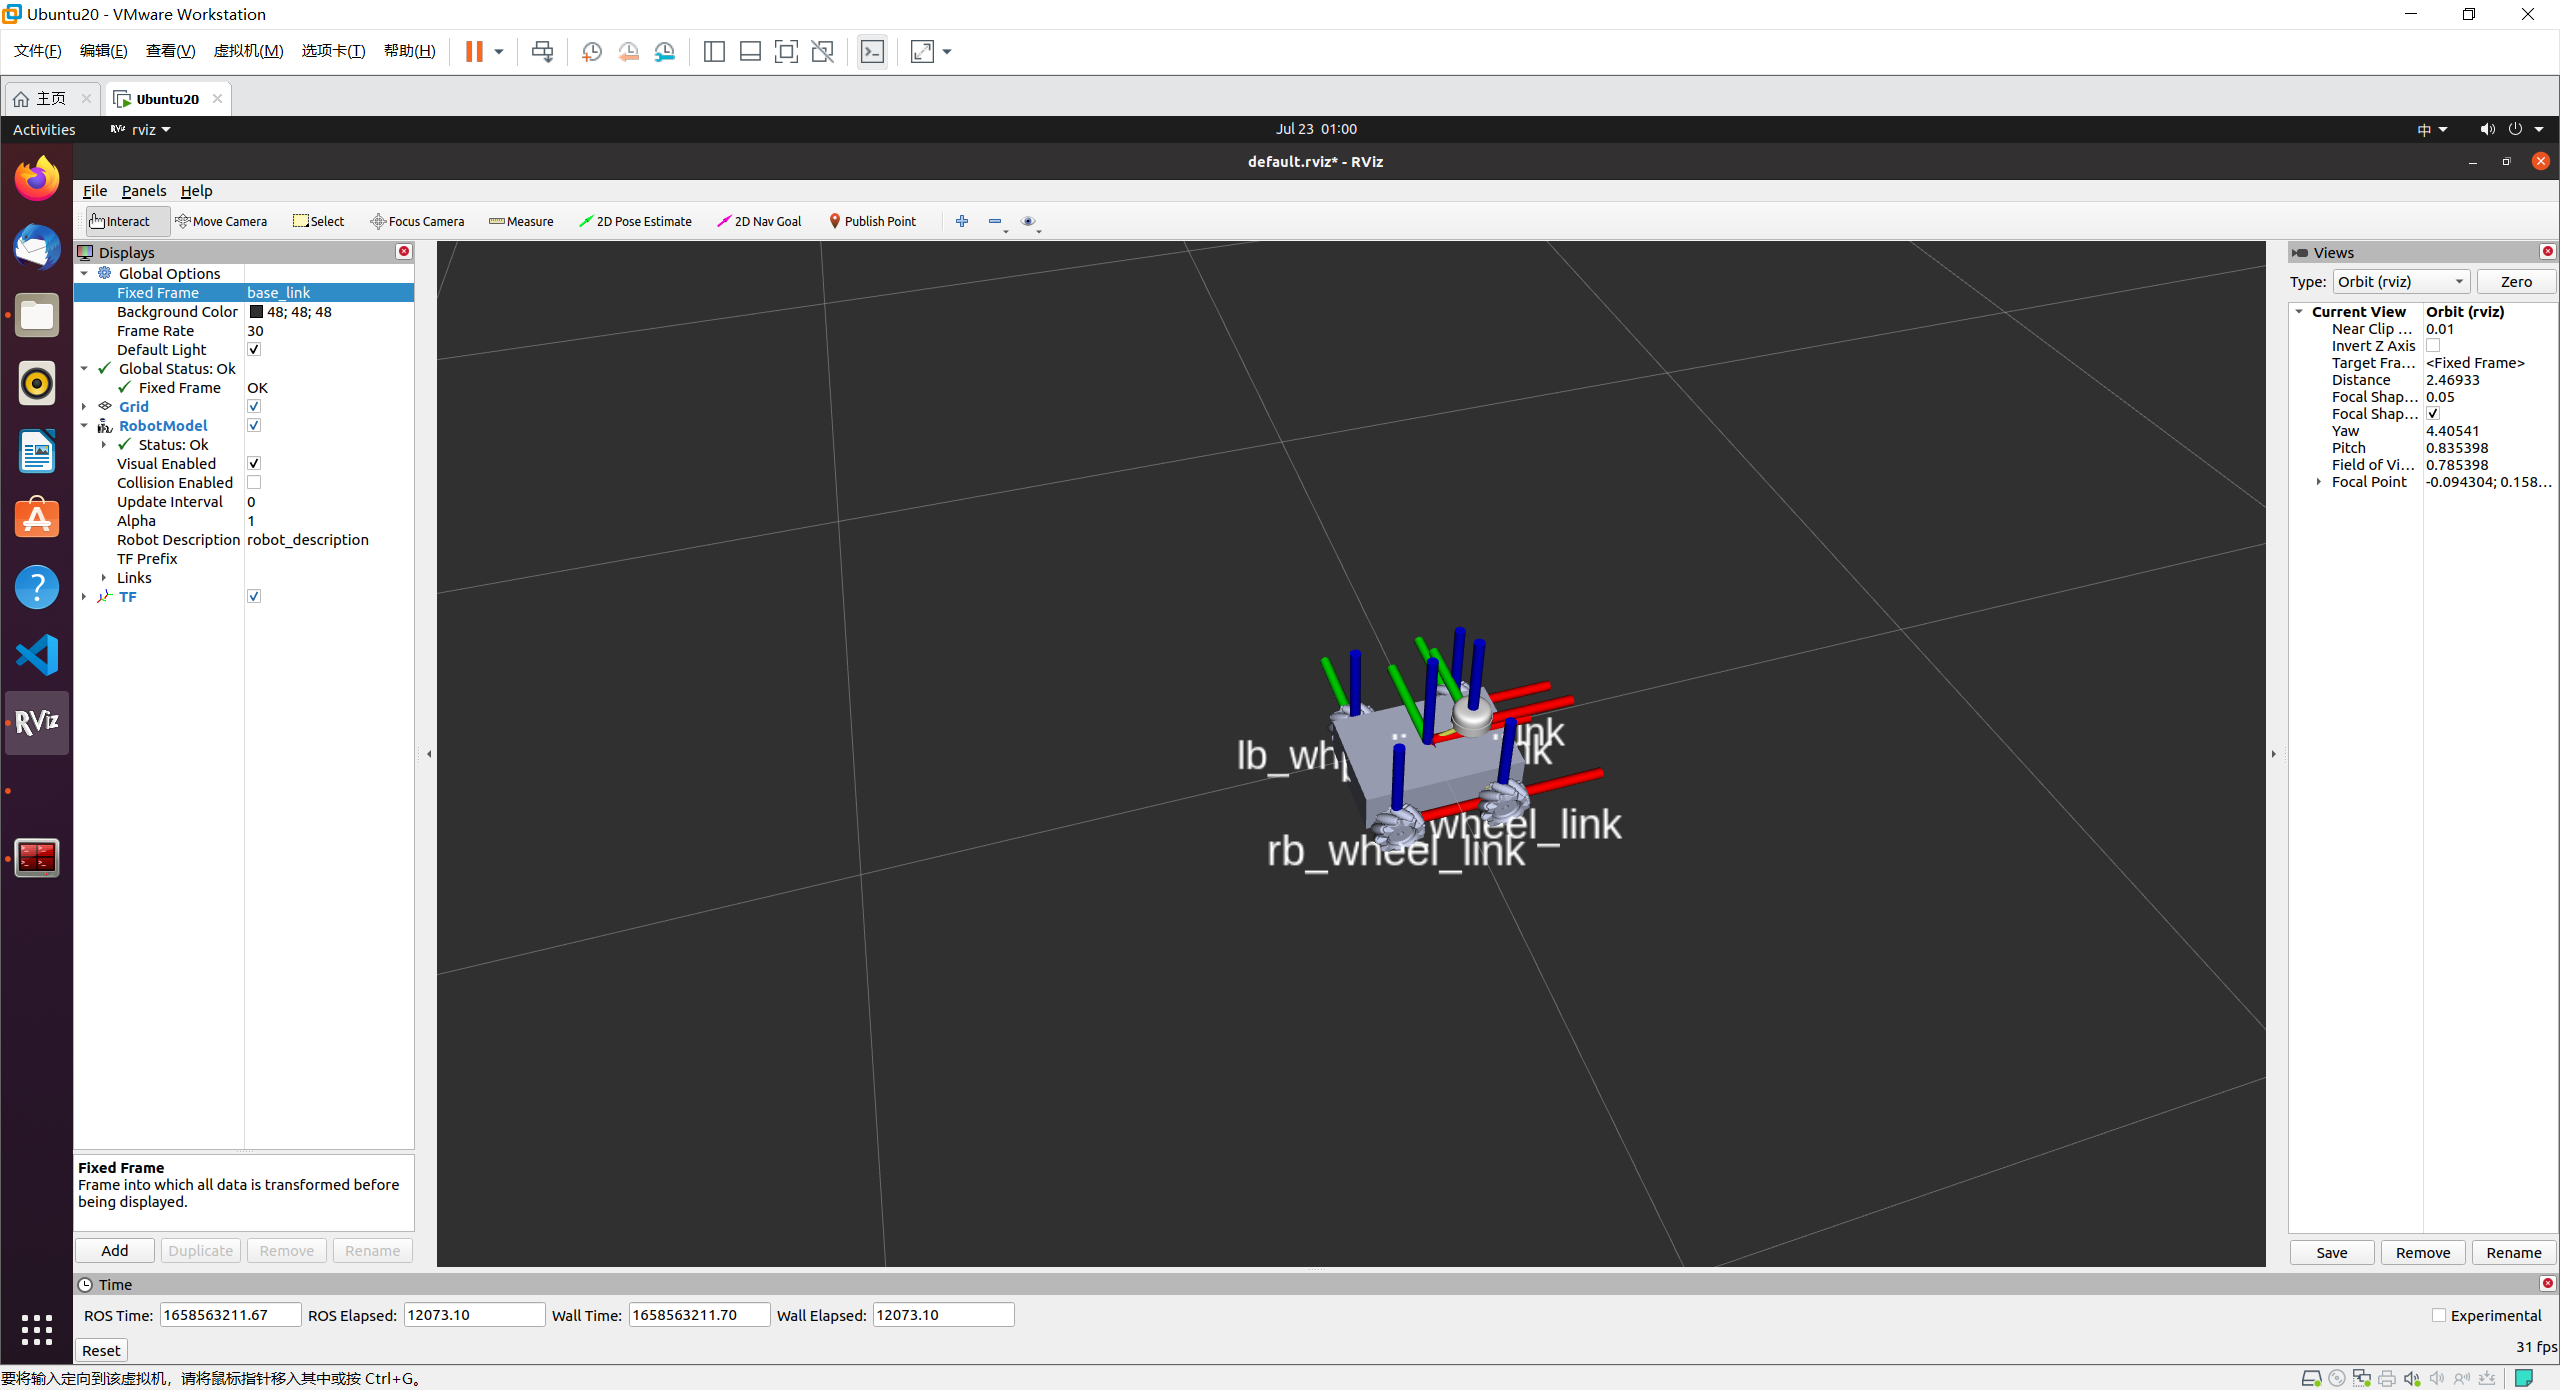 Ubuntu20 - VMware Workstation
文件(F) 编辑(E) 查看(V) 虚拟机(M) 选项卡(T) 帮助(H)
主页 Ubuntu20
Activities rviz Jul 23 01:00 中
default.rviz* - RViz
File Panels Help
Interact Move Camera Select Focus Camera Measure 2D Pose Estimate 2D Nav Goal Publish Point
Displays
Global Options
Fixed Frame base_link
Background Color 48; 48; 48
Frame Rate 30
Default Light
Global Status: Ok
Fixed Frame OK
Grid
RobotModel
Status: Ok
Visual Enabled
Collision Enabled
Update Interval 0
Alpha 1
Robot Description robot_description
TF Prefix
Links
TF
RViz
rb_wheel_link
wheel_link
Fixed Frame
Frame into which all data is transformed before
being displayed.
Add Duplicate Remove Rename
Views
Type: Orbit (rviz) Zero
Current View Orbit (rviz)
Near Clip ... 0.01
Invert Z Axis
Target Fra... <Fixed Frame>
Distance 2.46933
Focal Shap... 0.05
Focal Shap...
Yaw 4.40541
Pitch 0.835398
Field of Vi... 0.785398
Focal Point -0.094304; 0.158...
Save Remove Rename
Time
ROS Time: 1658563211.67 ROS Elapsed: 12073.10 Wall Time: 1658563211.70 Wall Elapsed: 12073.10 Experimental
Reset 31 fps
要将输入定向到该虚拟机，请将鼠标指针移入其中或按 Ctrl+G。